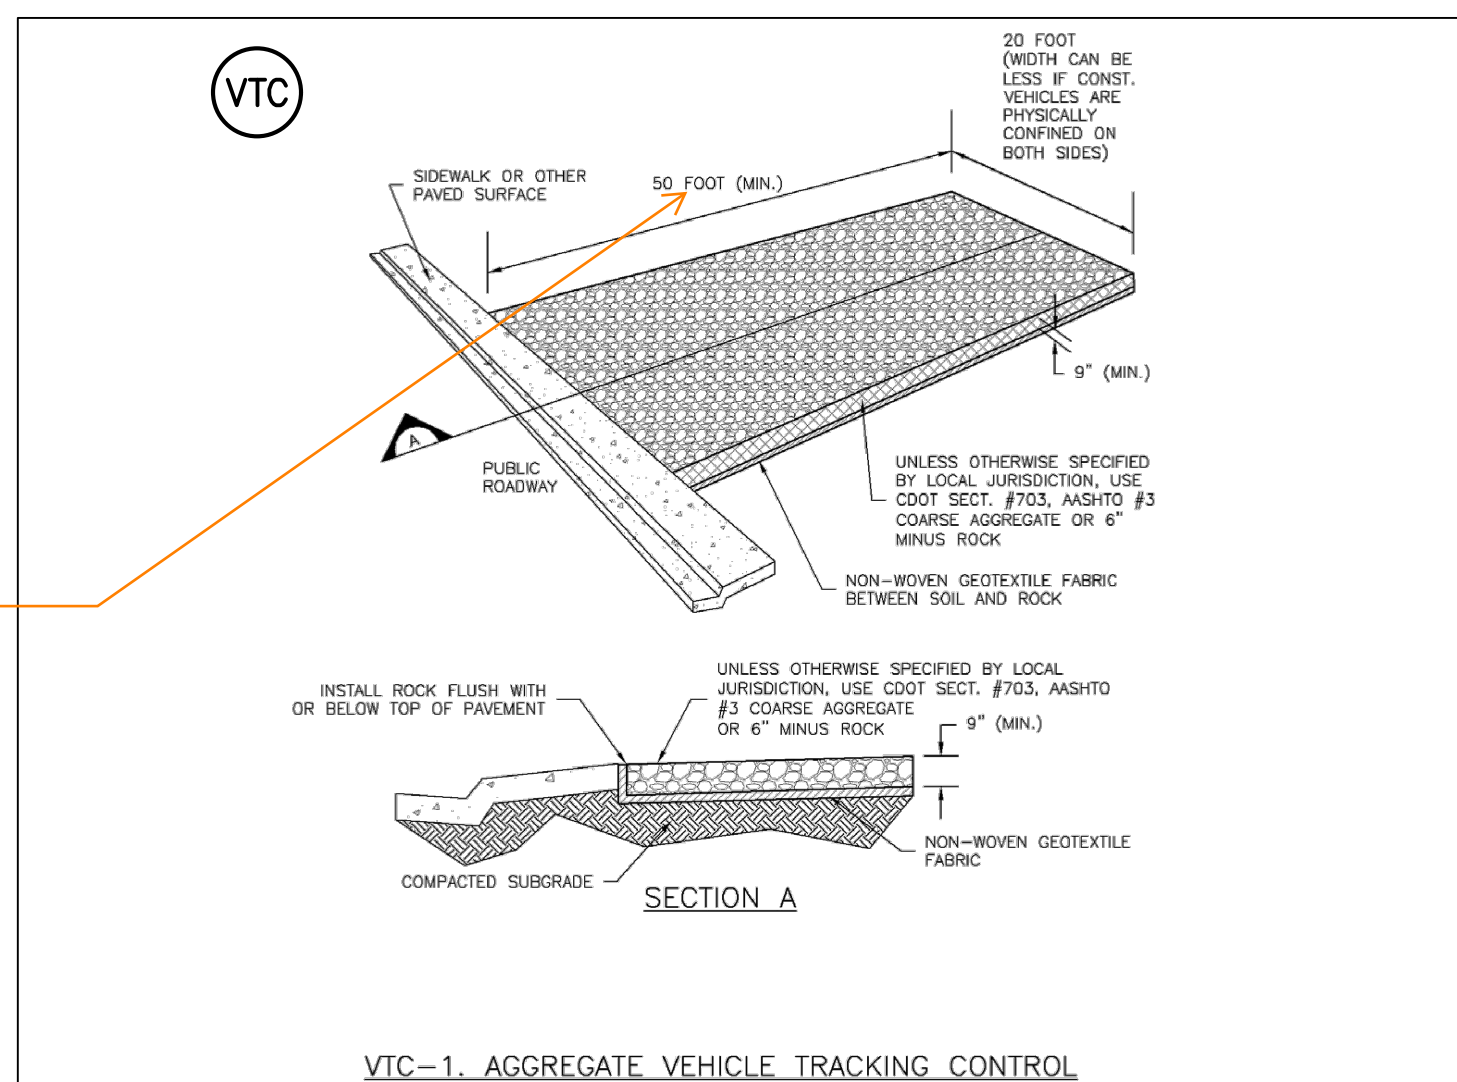 VTC
20 FOOT
(WIDTH CAN BE
LESS IF CONST.
VEHICLES ARE
PHYSICALLY
CONFINED ON
BOTH SIDES)
SIDEWALK OR OTHER
PAVED SURFACE
50 FOOT (MIN.)
9" (MIN.)
A
PUBLIC
ROADWAY
UNLESS OTHERWISE SPECIFIED
BY LOCAL JURISDICTION, USE
CDOT SECT. #703, AASHTO #3
COARSE AGGREGATE OR 6"
MINUS ROCK
NON-WOVEN GEOTEXTILE FABRIC
BETWEEN SOIL AND ROCK
INSTALL ROCK FLUSH WITH
OR BELOW TOP OF PAVEMENT
UNLESS OTHERWISE SPECIFIED BY LOCAL
JURISDICTION, USE CDOT SECT. #703, AASHTO
#3 COARSE AGGREGATE
OR 6" MINUS ROCK
9" (MIN.)
NON-WOVEN GEOTEXTILE
FABRIC
COMPACTED SUBGRADE
SECTION A
VTC-1. AGGREGATE VEHICLE TRACKING CONTROL